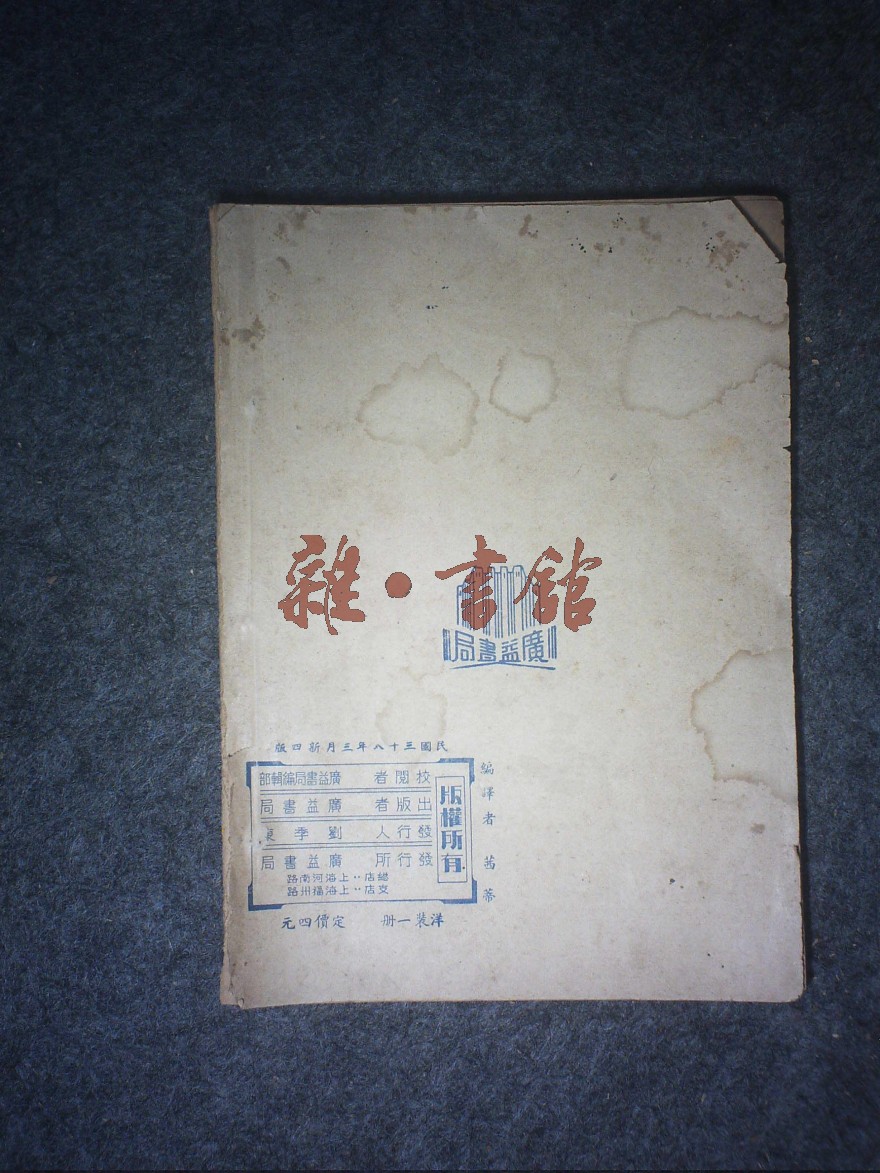 雜·書館
廣益書局
民國三十八年三月新四版
編譯者 茜蒂
版權所有
校閱者 廣益書局編輯部
出版者 廣益書局
發行人 劉季康
發行所 廣益書局
總店:上海河南路
支店:上海福州路
洋裝一册 定價四元